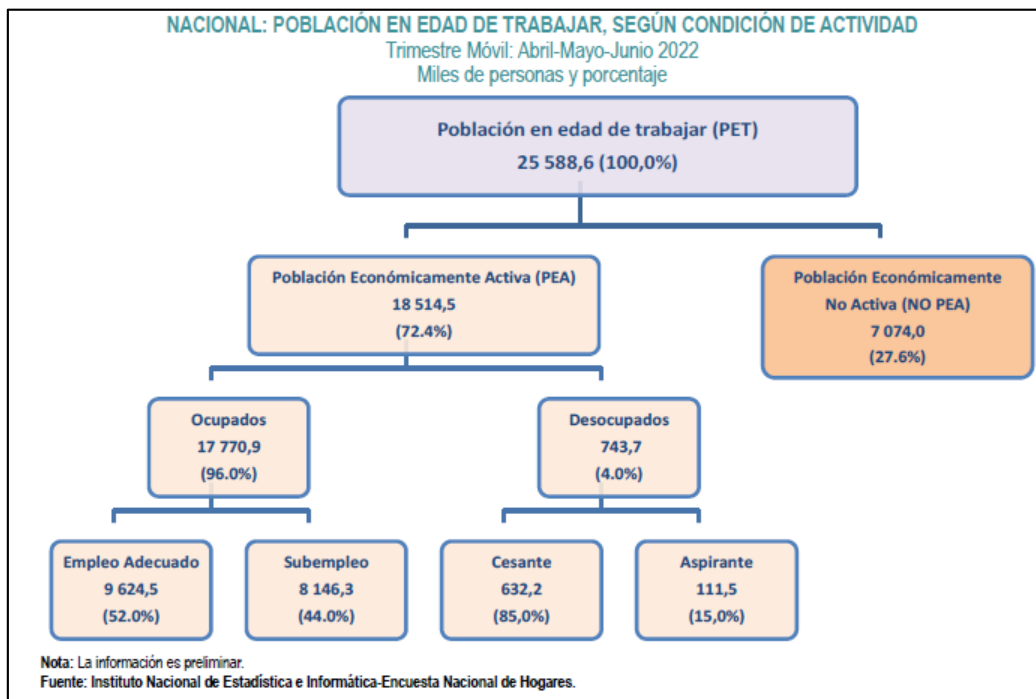 NACIONAL: POBLACIÓN EN EDAD DE TRABAJAR, SEGÚN CONDICIÓN DE ACTIVIDAD
Trimestre Móvil: Abril-Mayo-Junio 2022
Miles de personas y porcentaje
Población en edad de trabajar (PET)
25 588,6 (100,0%)
Población Económicamente Activa (PEA)
18 514,5
(72.4%)
Población Económicamente
No Activa (NO PEA)
7 074,0
(27.6%)
Ocupados
17 770,9
(96.0%)
Desocupados
743,7
(4.0%)
Empleo Adecuado
9 624,5
(52.0%)
Subempleo
8 146,3
(44.0%)
Cesante
632,2
(85,0%)
Aspirante
111,5
(15,0%)
Nota: La información es preliminar.
Fuente: Instituto Nacional de Estadística e Informática-Encuesta Nacional de Hogares.